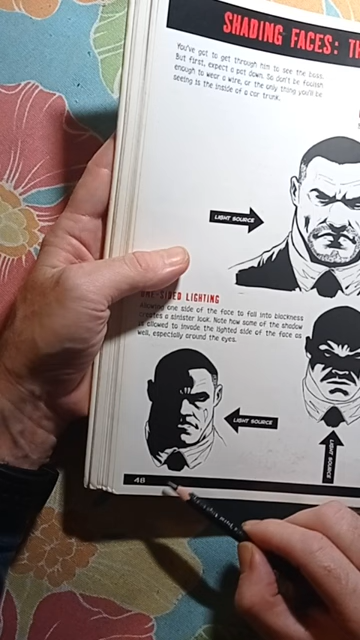 SHADING FACES: TH
You've got to get through him to see the boss.
But first, expect a pat down. So don't be foolish
enough to wear a wire, or the only thing you'll be
seeing is the inside of a car trunk.
LIGHT SOURCE
ONE-SIDED LIGHTING
Allowing one side of the face to fall into blackness
creates a sinister look. Note how some of the shadow
is allowed to invade the lighted side of the face as
well, especially around the eyes.
LIGHT SOURCE
LIGHT SOURCE
48